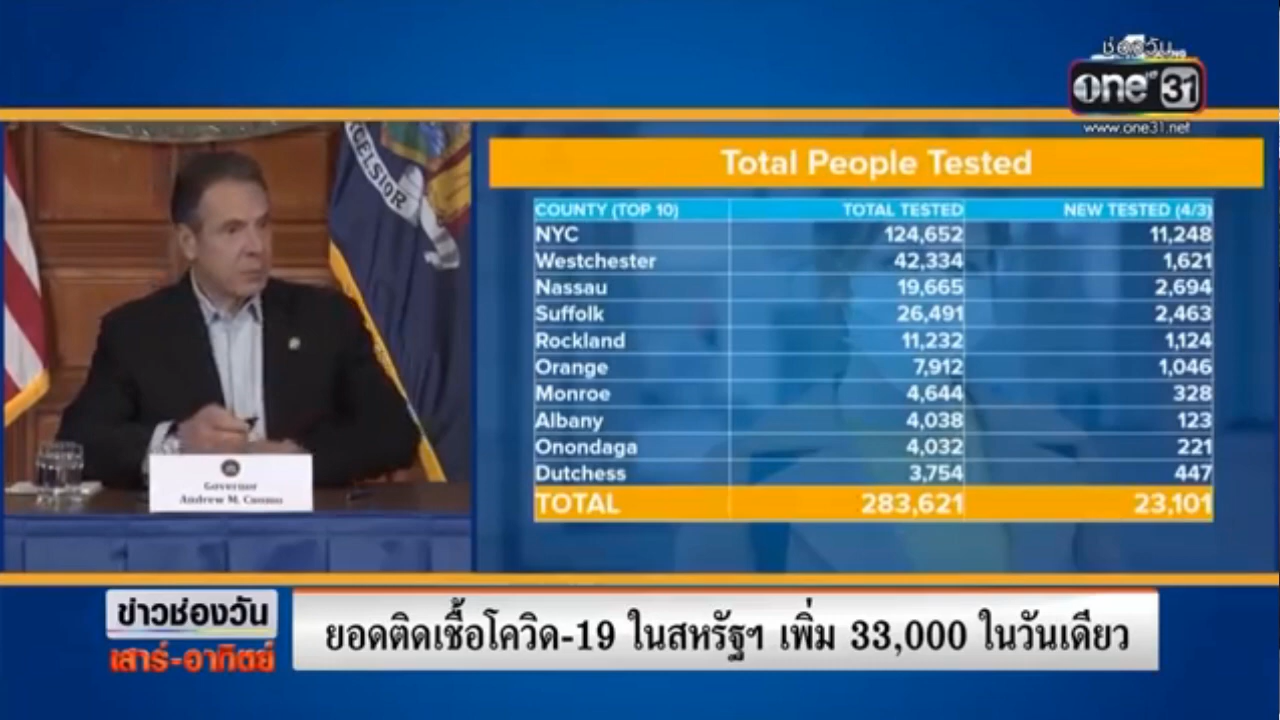 ช่องวัน
one HD 31
www.one31.net
EXCELSIOR
Total People Tested
COUNTY (TOP 10) TOTAL TESTED NEW TESTED (4/3)
NYC 124,652 11,248
Westchester 42,334 1,621
Nassau 19,665 2,694
Suffolk 26,491 2,463
Rockland 11,232 1,124
Orange 7,912 1,046
Monroe 4,644 328
Albany 4,038 123
Onondaga 4,032 221
Dutchess 3,754 447
TOTAL 283,621 23,101
Governor
Andrew M. Cuomo
ข่าวช่องวัน
เสาร์-อาทิตย์
ยอดติดเชื้อโควิด-19 ในสหรัฐฯ เพิ่ม 33,000 ในวันเดียว